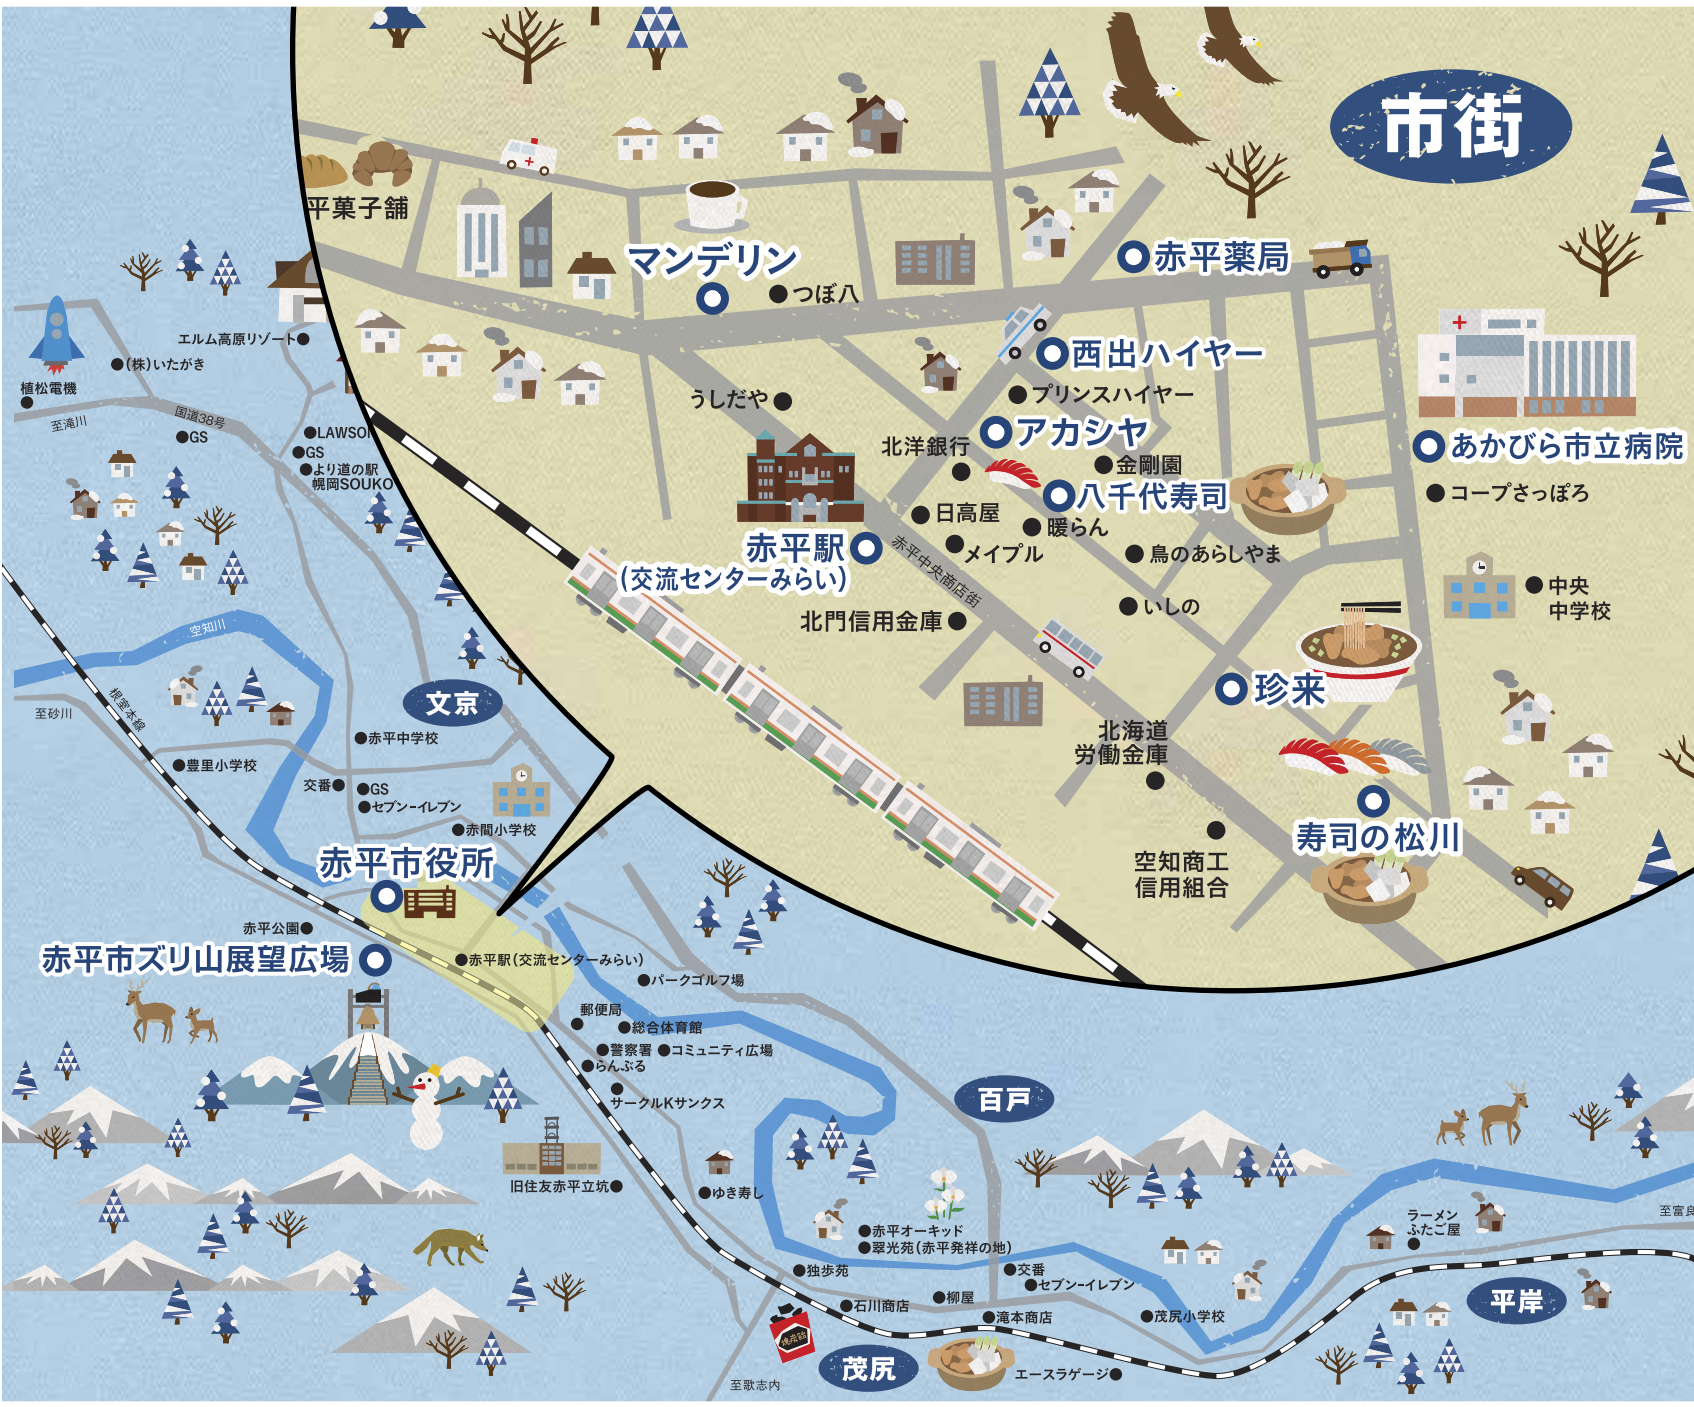 市街
平菓子舗
マンデリン
つぼ八
赤平薬局
西出ハイヤー
プリンスハイヤー
うしだや
アカシヤ
北洋銀行
金剛園
あかびら市立病院
コープさっぽろ
八千代寿司
日高屋
暖らん
メイプル
鳥のあらしやま
赤平駅
(交流センターみらい)
赤平中央商店街
いしの
北門信用金庫
中央
中学校
珍来
北海道
労働金庫
寿司の松川
空知商工
信用組合
エルム高原リゾート
(株)いたがき
植松電機
至滝川
国道38号
GS
LAWSON
GS
より道の駅
幌岡SOUKO
空知川
至砂川
根室本線
文京
赤平中学校
豊里小学校
交番
GS
セブン-イレブン
赤間小学校
赤平市役所
赤平公園
赤平市ズリ山展望広場
赤平駅(交流センターみらい)
パークゴルフ場
郵便局
総合体育館
警察署
コミュニティ広場
らんぶる
サークルKサンクス
百戸
旧住友赤平立坑
ゆき寿し
赤平オーキッド
翠光苑(赤平発祥の地)
独歩苑
交番
セブン-イレブン
石川商店
柳屋
滝本商店
茂尻小学校
ラーメン
ふたご屋
至富良
平岸
塊炭飴
茂尻
エースラゲージ
至歌志内